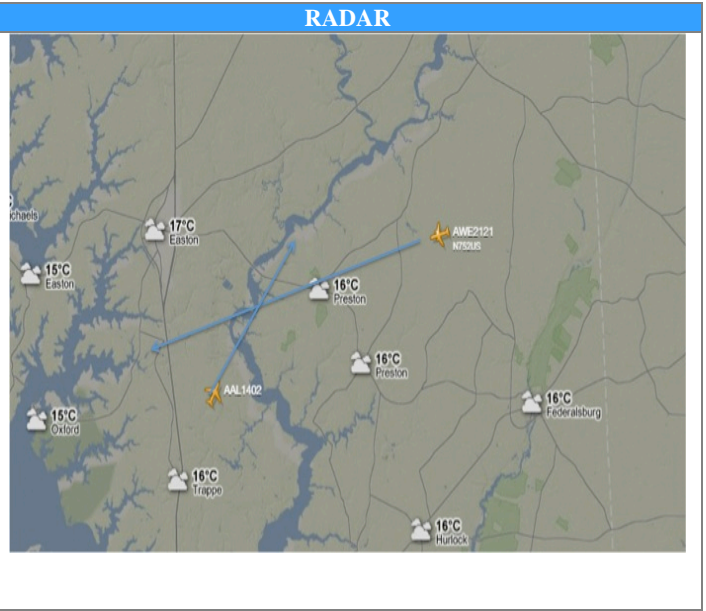 RADAR
17°C
Easton
AWE2121
N752US
chaels
15°C
Easton
16°C
Preston
16°C
Preston
AAL1402
16°C
Federalsburg
15°C
Oxford
16°C
Trappe
16°C
Hurlock